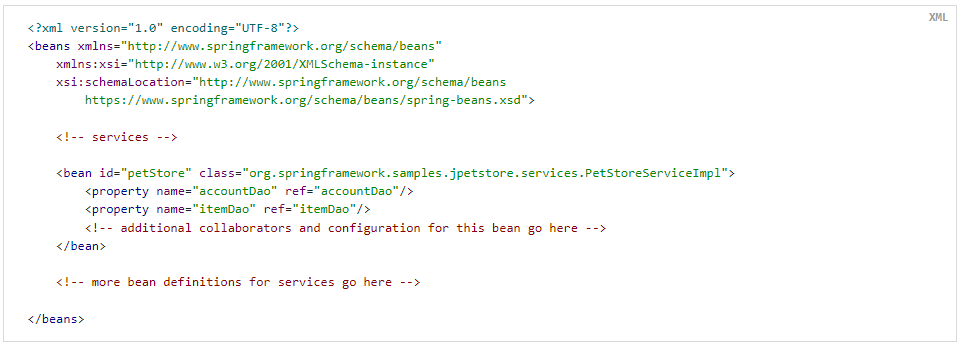 XML
<?xml version="1.0" encoding="UTF-8"?>
<beans xmlns="http://www.springframework.org/schema/beans"
    xmlns:xsi="http://www.w3.org/2001/XMLSchema-instance"
    xsi:schemaLocation="http://www.springframework.org/schema/beans
        https://www.springframework.org/schema/beans/spring-beans.xsd">

    <!-- services -->

    <bean id="petStore" class="org.springframework.samples.jpetstore.services.PetStoreServiceImpl">
        <property name="accountDao" ref="accountDao"/>
        <property name="itemDao" ref="itemDao"/>
        <!-- additional collaborators and configuration for this bean go here -->
    </bean>

    <!-- more bean definitions for services go here -->

</beans>